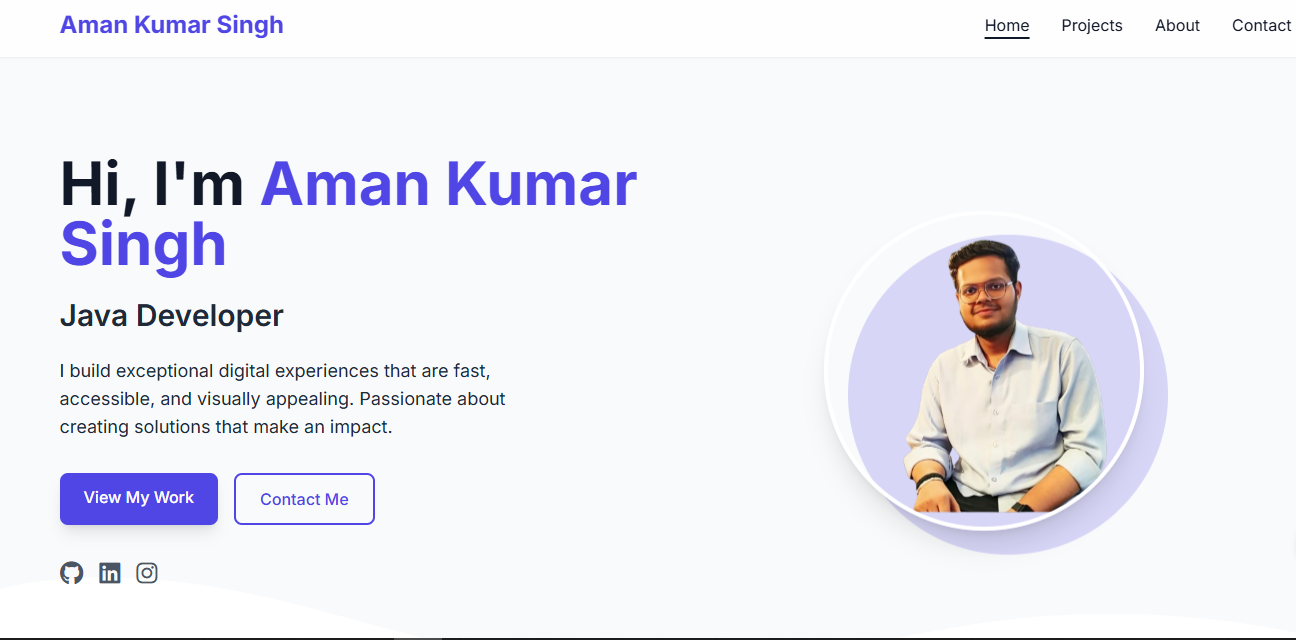 Aman Kumar Singh
Home
Projects
About
Contact
Hi, I'm Aman Kumar
Singh
Java Developer
I build exceptional digital experiences that are fast,
accessible, and visually appealing. Passionate about
creating solutions that make an impact.
View My Work
Contact Me
in